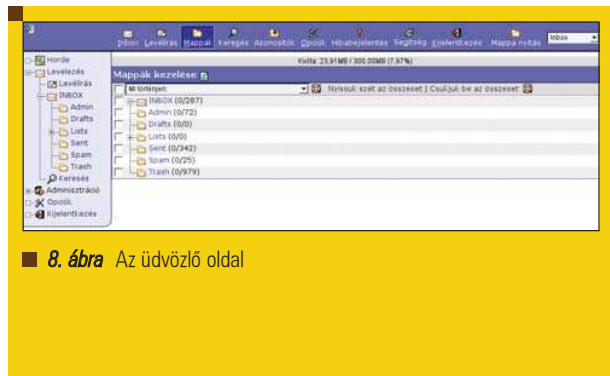 Inbox Levélírás Mappák Keresés Azonosítók Opciók Hibabejelentés Segítség Kijelentkezés Mappa nyitás Inbox
Kvóta: 23,91MB / 300,00MB (7.97%)
Horde
Levelezés
Levélírás
INBOX
Admin
Drafts
Lists
Sent
Spam
Trash
Keresés
Adminisztráció
Opciók
Kijelentkezés
Mappák kezelése
Mi történjen: Nyissuk szét az összeset | Csukjuk be az összeset
INBOX (0/287)
Admin (0/72)
Drafts (0/0)
Lists (0/0)
Sent (0/342)
Spam (0/25)
Trash (0/979)
8. ábra Az üdvözlő oldal